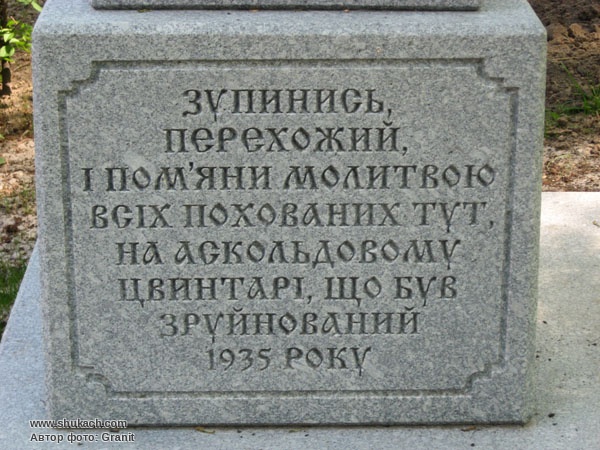 ЗУПИНИСЬ,
ПЕРЕХОЖИЙ,
І ПОМ'ЯНИ МОЛИТВОЮ
ВСІХ ПОХОВАНИХ ТУТ,
НА АСКОЛЬДОВОМУ
ЦВИНТАРІ, ЩО БУВ
ЗРУЙНОВАНИЙ
1935 РОКУ
www.shukach.com
Автор фото: Granit